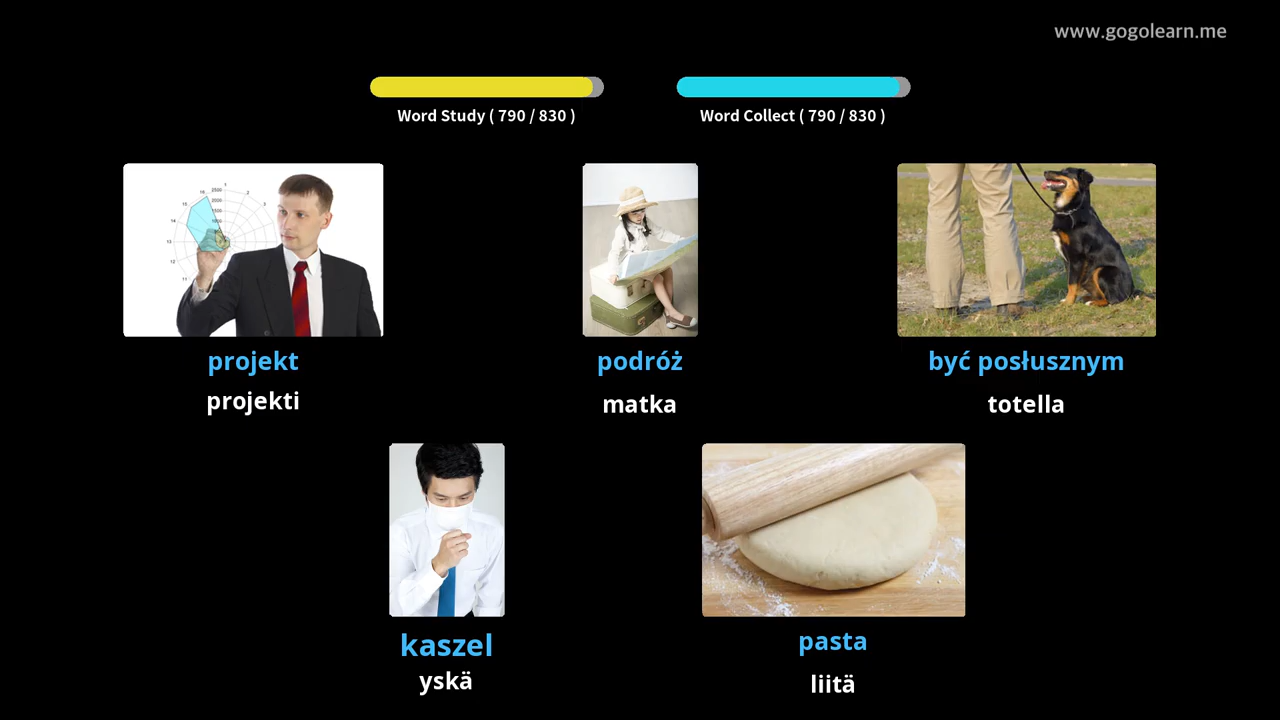 www.gogolearn.me
Word Study ( 790 / 830 )
Word Collect ( 790 / 830 )
projekt
projekti
podróż
matka
być posłusznym
totella
kaszel
yskä
pasta
liitä